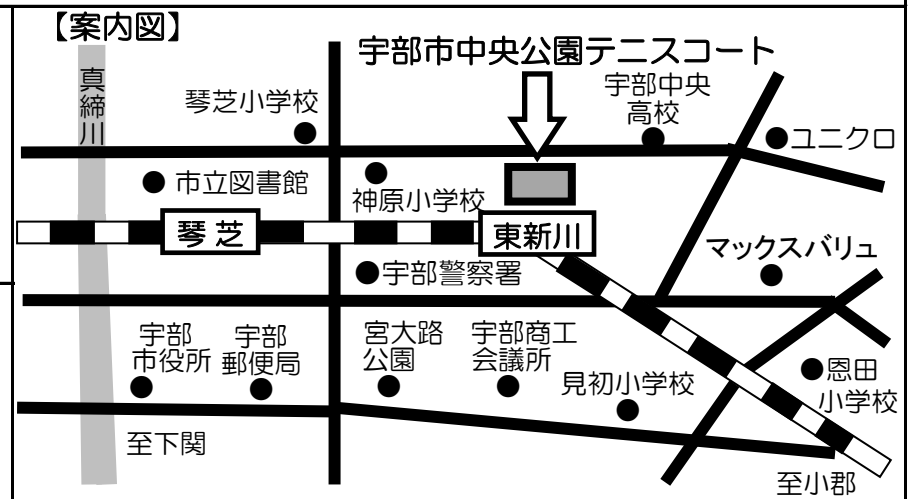 【案内図】
宇部市中央公園テニスコート
真締川
琴芝小学校
宇部中央
高校
ユニクロ
市立図書館
神原小学校
琴芝
東新川
マックスバリュ
宇部警察署
宇部
市役所
宇部
郵便局
宮大路
公園
宇部商工
会議所
見初小学校
恩田
小学校
至下関
至小郡